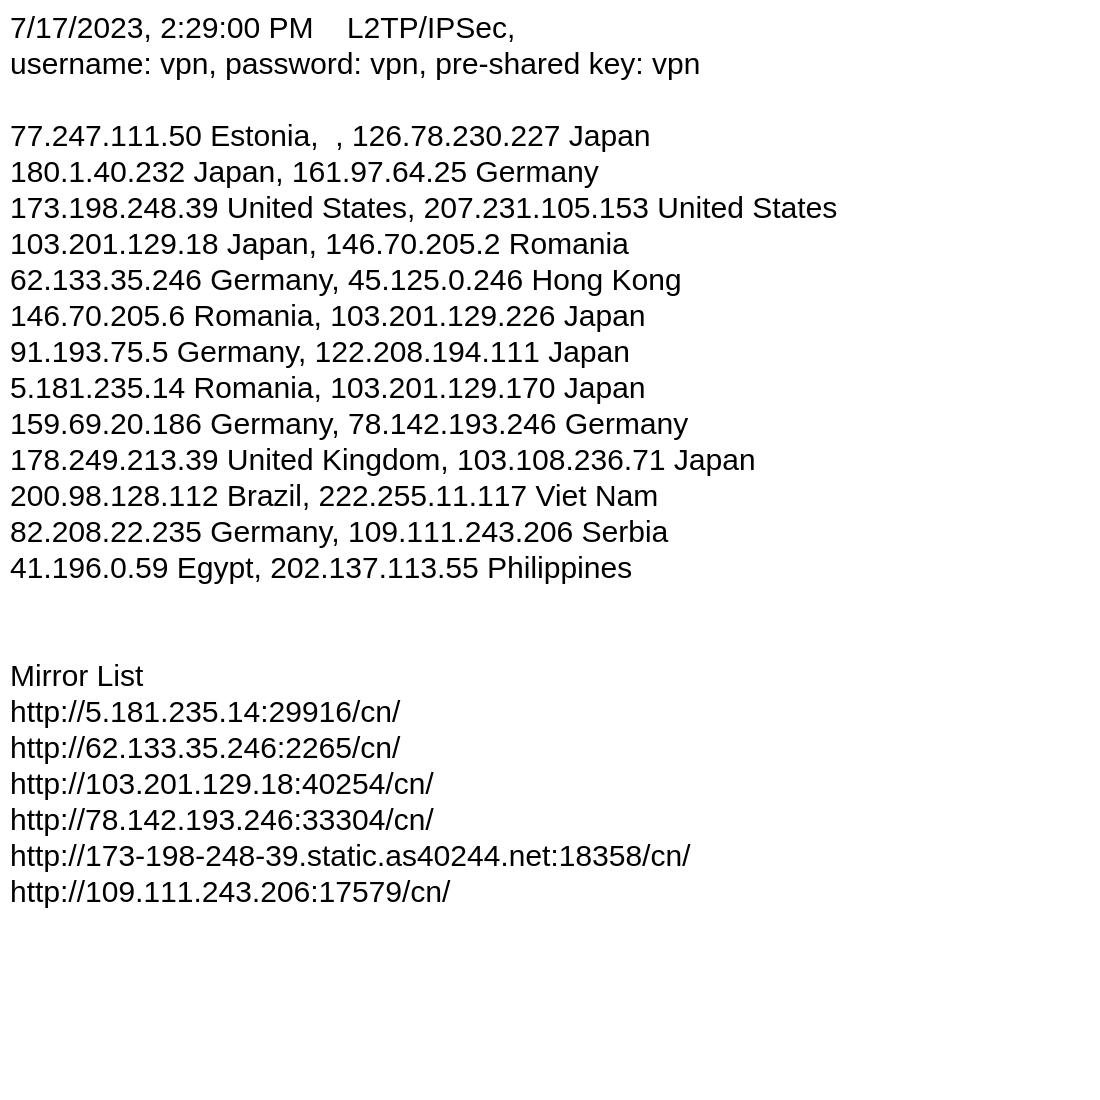 7/17/2023, 2:29:00 PM    L2TP/IPSec,
username: vpn, password: vpn, pre-shared key: vpn
77.247.111.50 Estonia,  , 126.78.230.227 Japan
180.1.40.232 Japan, 161.97.64.25 Germany
173.198.248.39 United States, 207.231.105.153 United States
103.201.129.18 Japan, 146.70.205.2 Romania
62.133.35.246 Germany, 45.125.0.246 Hong Kong
146.70.205.6 Romania, 103.201.129.226 Japan
91.193.75.5 Germany, 122.208.194.111 Japan
5.181.235.14 Romania, 103.201.129.170 Japan
159.69.20.186 Germany, 78.142.193.246 Germany
178.249.213.39 United Kingdom, 103.108.236.71 Japan
200.98.128.112 Brazil, 222.255.11.117 Viet Nam
82.208.22.235 Germany, 109.111.243.206 Serbia
41.196.0.59 Egypt, 202.137.113.55 Philippines
Mirror List
http://5.181.235.14:29916/cn/
http://62.133.35.246:2265/cn/
http://103.201.129.18:40254/cn/
http://78.142.193.246:33304/cn/
http://173-198-248-39.static.as40244.net:18358/cn/
http://109.111.243.206:17579/cn/